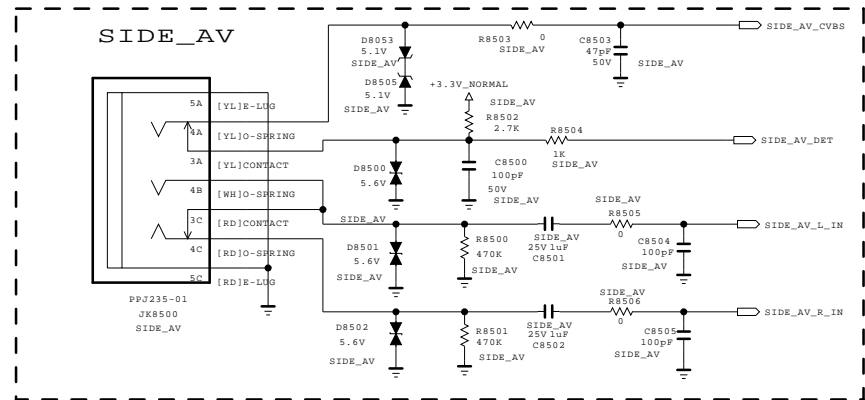 SIDE_AV
D8053
5.1V
SIDE_AV
D8505
5.1V
SIDE_AV
R8503
0
SIDE_AV
C8503
47pF
50V
SIDE_AV
SIDE_AV_CVBS
+3.3V_NORMAL
SIDE_AV
R8502
2.7K
R8504
1K
SIDE_AV
SIDE_AV_DET
D8500
5.6V
C8500
100pF
50V
SIDE_AV
5A
[YL]E-LUG
4A
[YL]O-SPRING
3A
[YL]CONTACT
4B
[WH]O-SPRING
3C
[RD]CONTACT
4C
[RD]O-SPRING
5C
[RD]E-LUG
PPJ235-01
JK8500
SIDE_AV
SIDE_AV
D8501
5.6V
SIDE_AV
R8500
470K
SIDE_AV
SIDE_AV
25V 1uF
C8501
SIDE_AV
R8505
0
C8504
100pF
SIDE_AV
SIDE_AV_L_IN
D8502
5.6V
SIDE_AV
R8501
470K
SIDE_AV
SIDE_AV
25V 1uF
C8502
SIDE_AV
R8506
0
C8505
100pF
SIDE_AV
SIDE_AV_R_IN